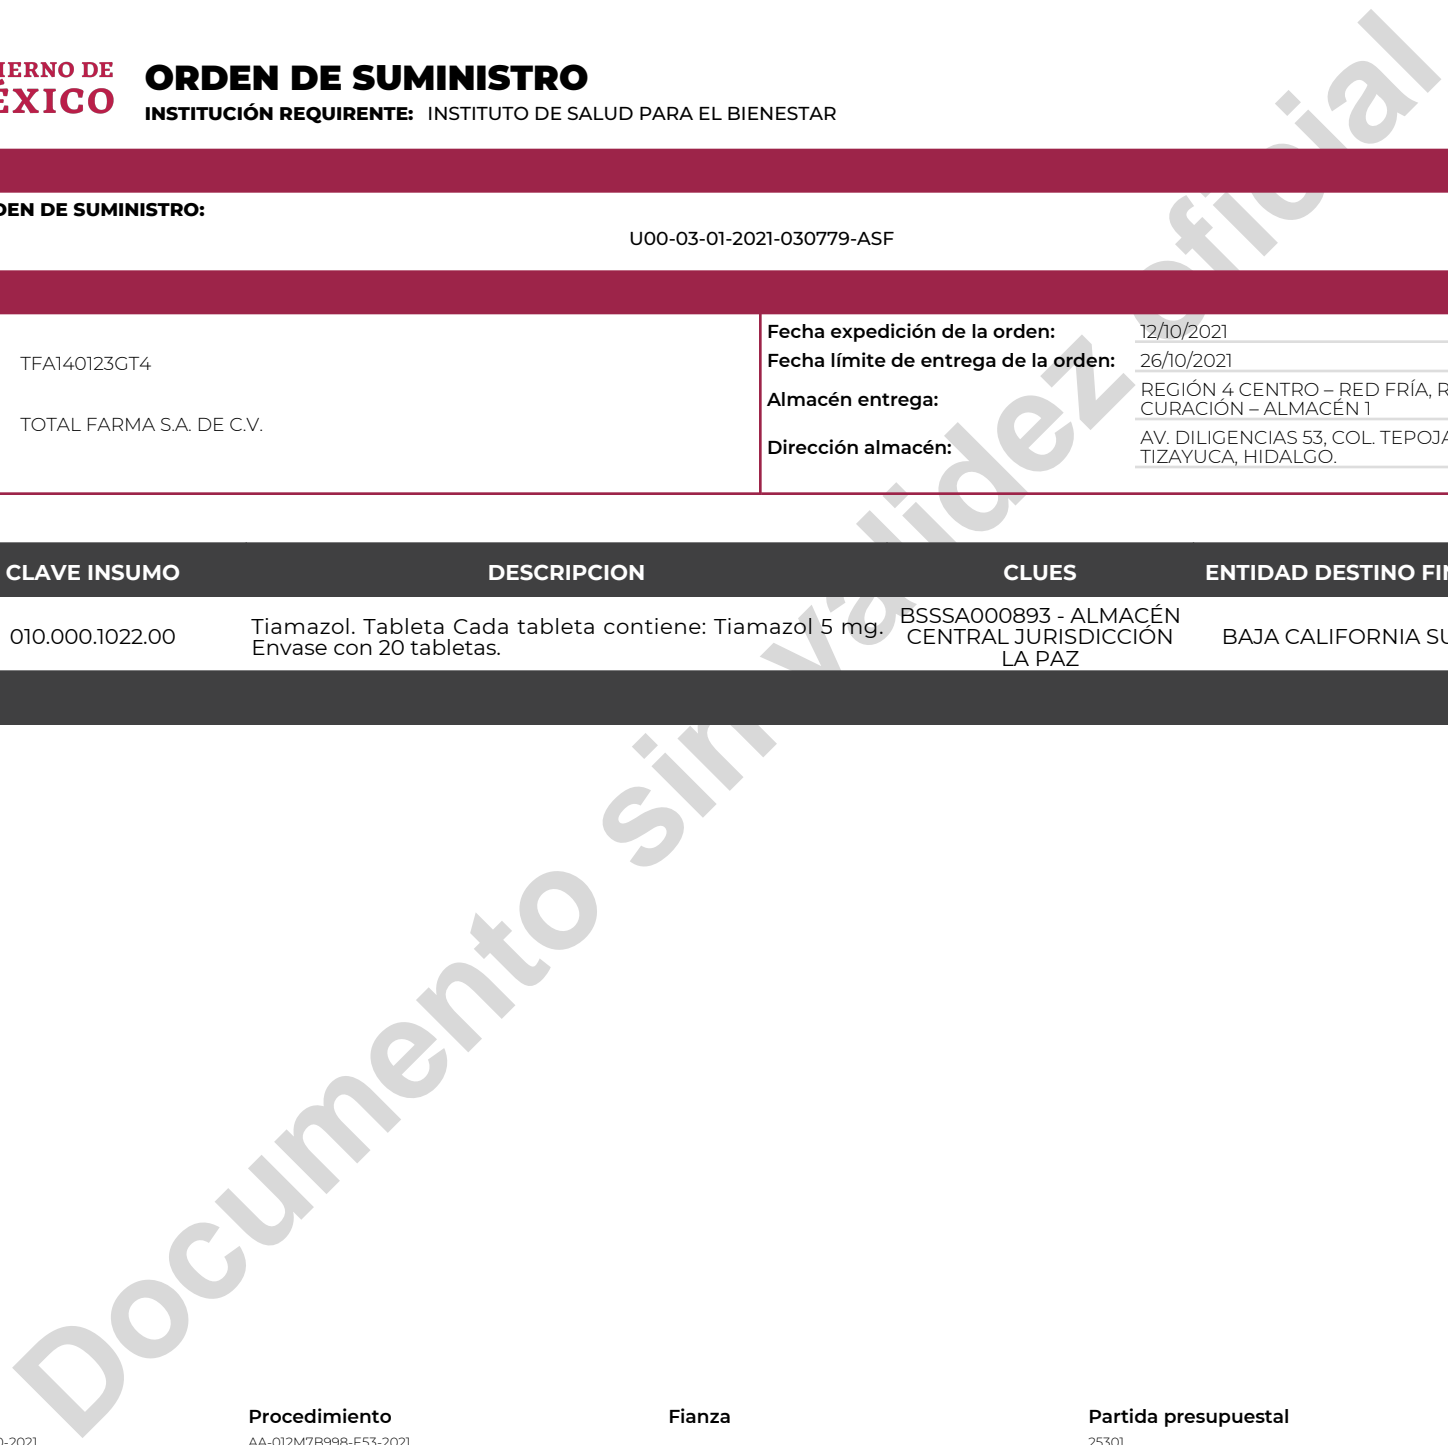 IERNO DE
ÉXICO
ORDEN DE SUMINISTRO
INSTITUCIÓN REQUIRENTE: INSTITUTO DE SALUD PARA EL BIENESTAR
DEN DE SUMINISTRO:
U00-03-01-2021-030779-ASF
TFA140123GT4
TOTAL FARMA S.A. DE C.V.
Fecha expedición de la orden: 12/10/2021
Fecha límite de entrega de la orden: 26/10/2021
Almacén entrega: REGIÓN 4 CENTRO – RED FRÍA, R
CURACIÓN – ALMACÉN 1
Dirección almacén: AV. DILIGENCIAS 53, COL. TEPOJA
TIZAYUCA, HIDALGO.
CLAVE INSUMO DESCRIPCION CLUES ENTIDAD DESTINO FIN
010.000.1022.00
Tiamazol. Tableta Cada tableta contiene: Tiamazol 5 mg.
Envase con 20 tabletas.
BSSSA000893 - ALMACÉN
CENTRAL JURISDICCIÓN
LA PAZ
BAJA CALIFORNIA SU
Documento sin validez oficial
Procedimiento Fianza Partida presupuestal
0-2021 AA-012M7B998-E53-2021 25301